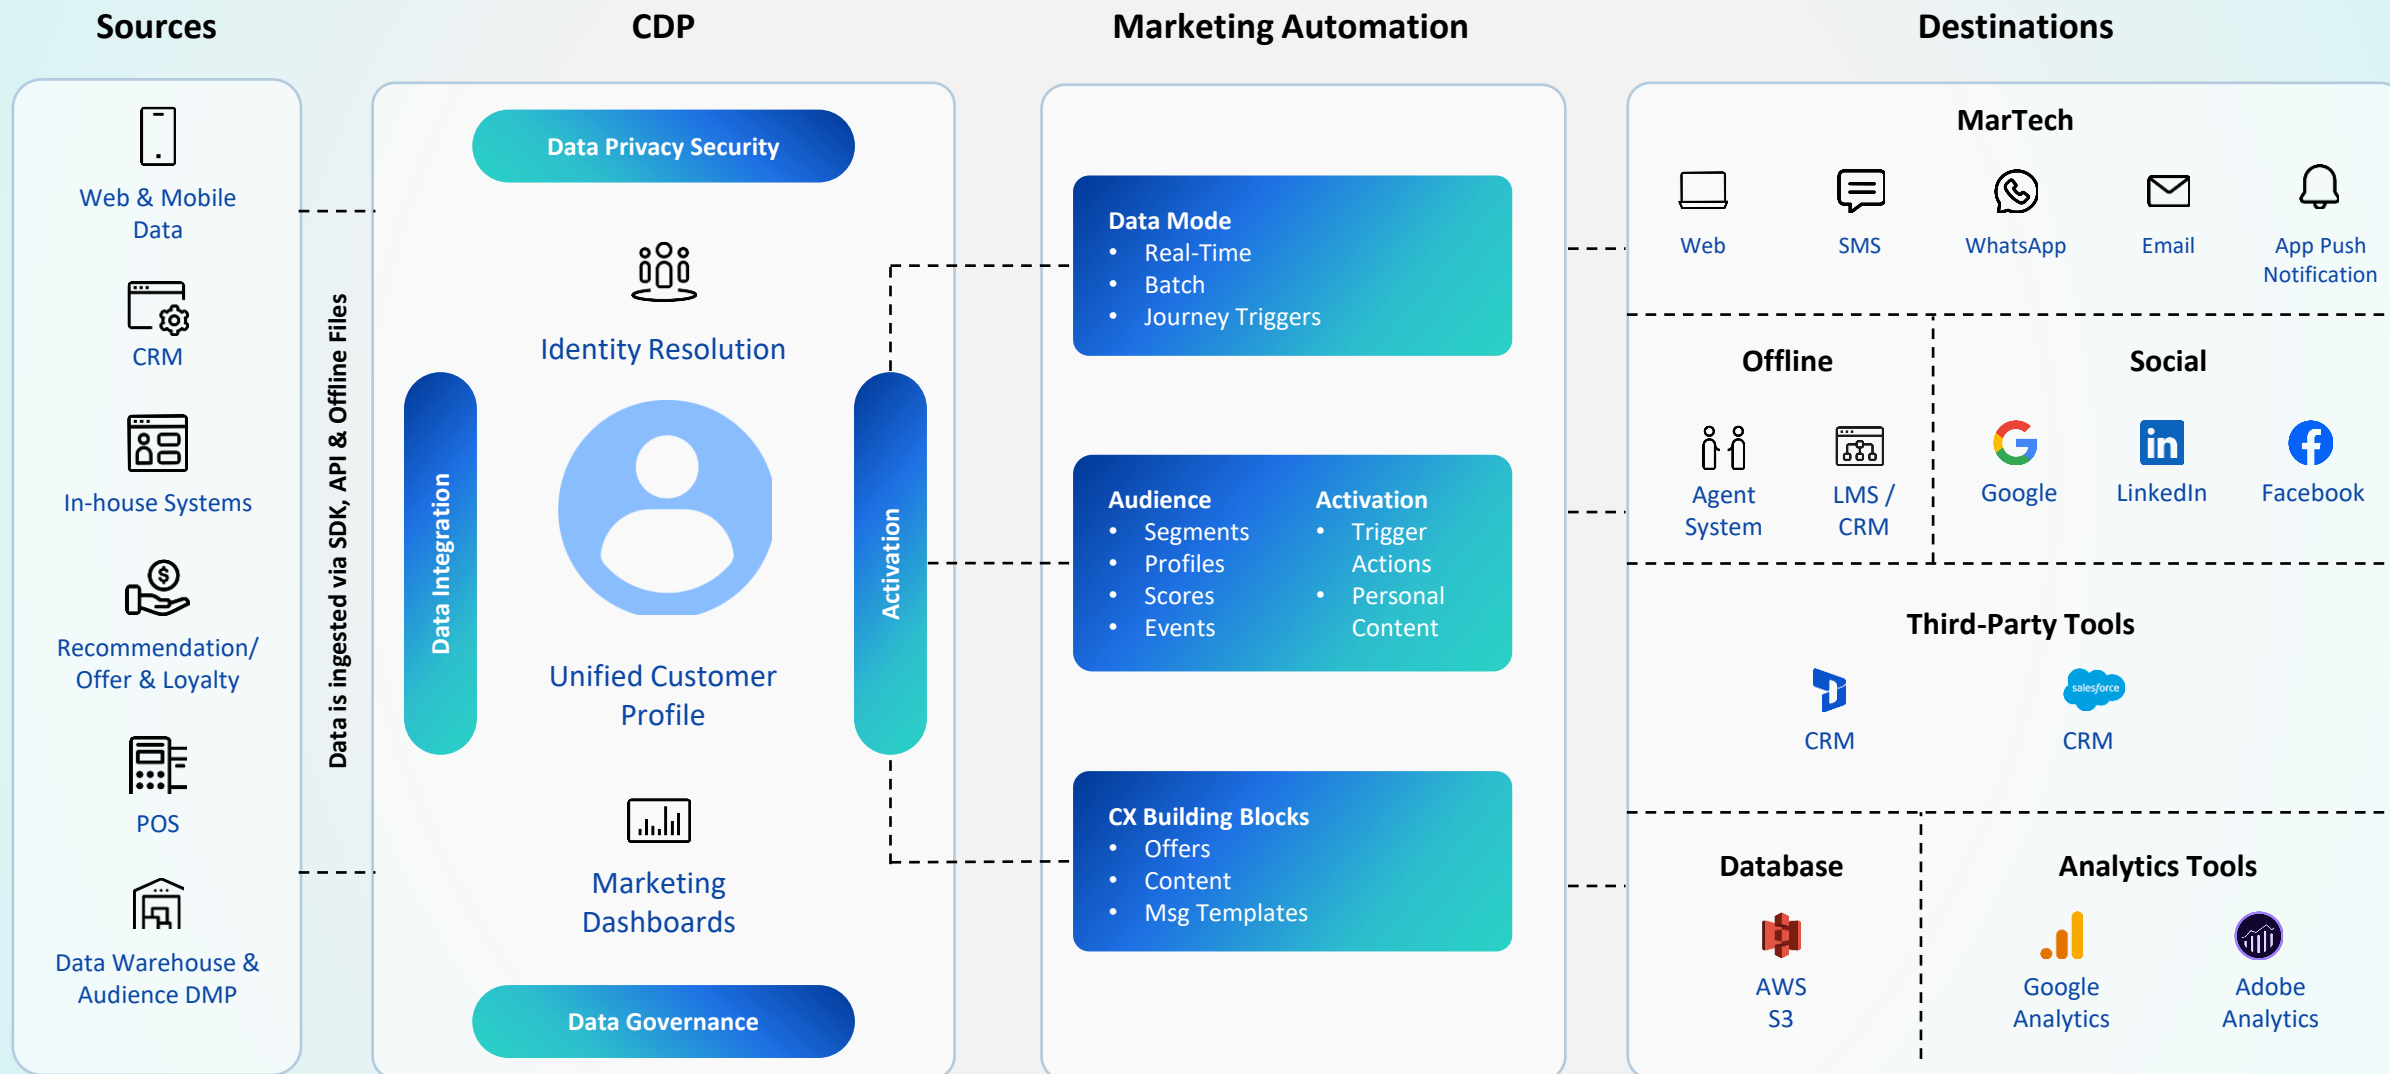 Sources
CDP
Marketing Automation
Destinations
Web & Mobile
Data
CRM
In-house Systems
Recommendation/
Offer & Loyalty
POS
Data Warehouse &
Audience DMP
Data is ingested via SDK, API & Offline Files
Data Privacy Security
Identity Resolution
Data Integration
Unified Customer
Profile
Activation
Marketing
Dashboards
Data Governance
Data Mode
• Real-Time
• Batch
• Journey Triggers
Audience
• Segments
• Profiles
• Scores
• Events
Activation
• Trigger
Actions
• Personal
Content
CX Building Blocks
• Offers
• Content
• Msg Templates
MarTech
Web
SMS
WhatsApp
Email
App Push
Notification
Offline
Agent
System
LMS /
CRM
Social
Google
LinkedIn
Facebook
Third-Party Tools
CRM
salesforce
CRM
Database
AWS
S3
Analytics Tools
Google
Analytics
Adobe
Analytics